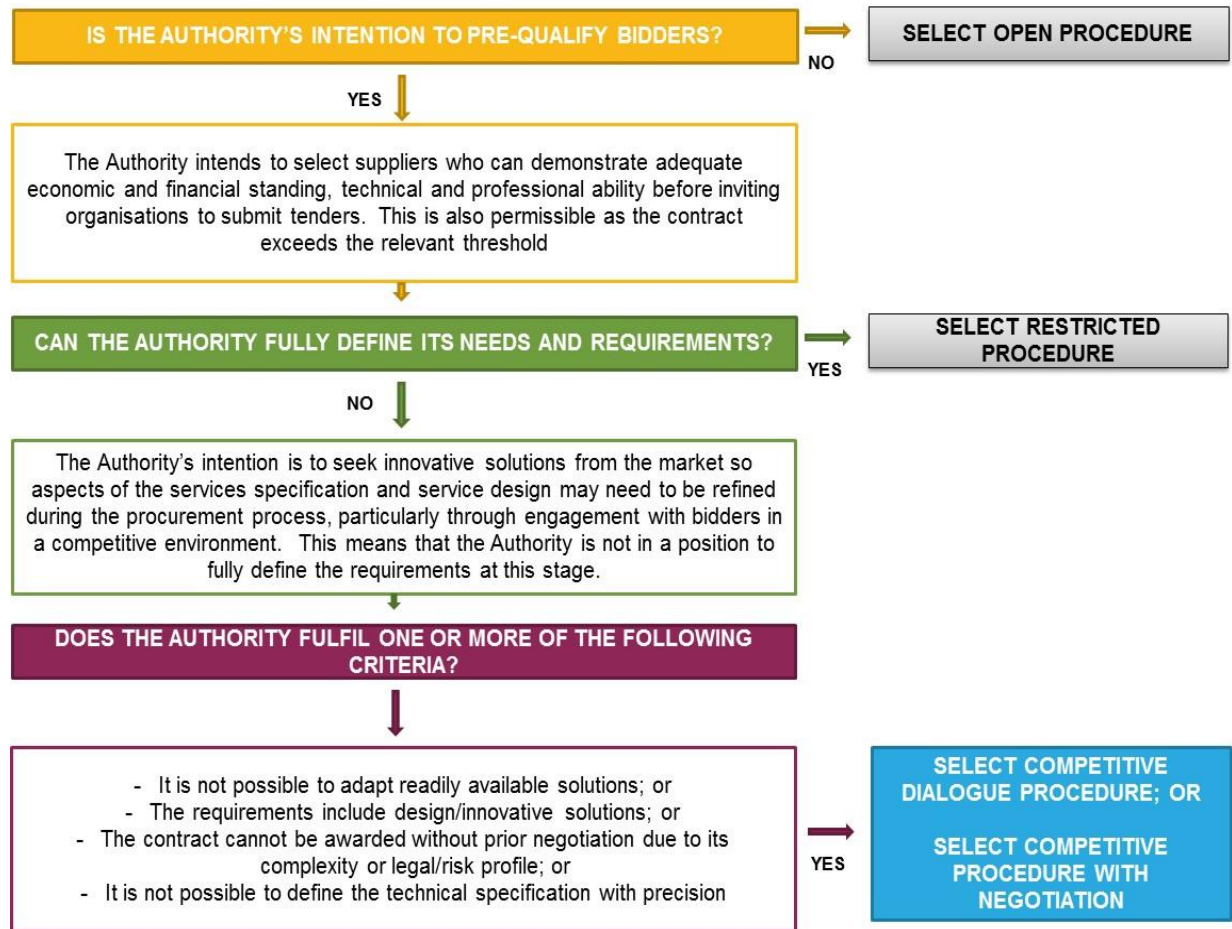 IS THE AUTHORITY'S INTENTION TO PRE-QUALIFY BIDDERS?
NO
SELECT OPEN PROCEDURE
YES
The Authority intends to select suppliers who can demonstrate adequate
economic and financial standing, technical and professional ability before inviting
organisations to submit tenders.  This is also permissible as the contract
exceeds the relevant threshold
CAN THE AUTHORITY FULLY DEFINE ITS NEEDS AND REQUIREMENTS?
YES
SELECT RESTRICTED
PROCEDURE
NO
The Authority's intention is to seek innovative solutions from the market so
aspects of the services specification and service design may need to be refined
during the procurement process, particularly through engagement with bidders in
a competitive environment.  This means that the Authority is not in a position to
fully define the requirements at this stage.
DOES THE AUTHORITY FULFIL ONE OR MORE OF THE FOLLOWING
CRITERIA?
- It is not possible to adapt readily available solutions; or
- The requirements include design/innovative solutions; or
- The contract cannot be awarded without prior negotiation due to its
complexity or legal/risk profile; or
- It is not possible to define the technical specification with precision
YES
SELECT COMPETITIVE
DIALOGUE PROCEDURE; OR
SELECT COMPETITIVE
PROCEDURE WITH
NEGOTIATION